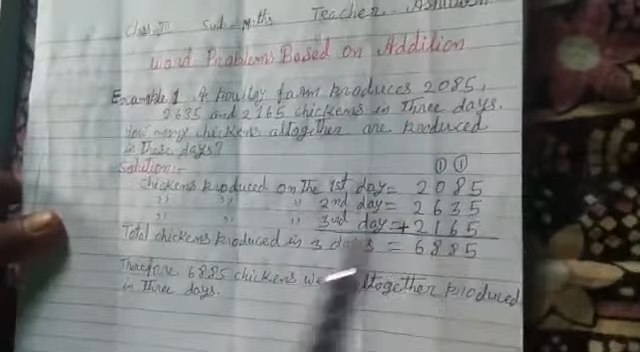 Class III Sub-Maths Teacher-
Word Problems Based on Addition
Example 1 A poultry farm produces 2085,
2635 and 2165 chickens in Three days.
How many chickens altogether are produced
in these days?
Solution:-
① ①
chickens produced on The 1st day = 2085
,, ,, ,, 2nd day = 2635
,, ,, ,, 3rd day = +2165
Total chickens produced in 3 days = 6885
Therefore 6885 chickens altogether produced
in Three days.